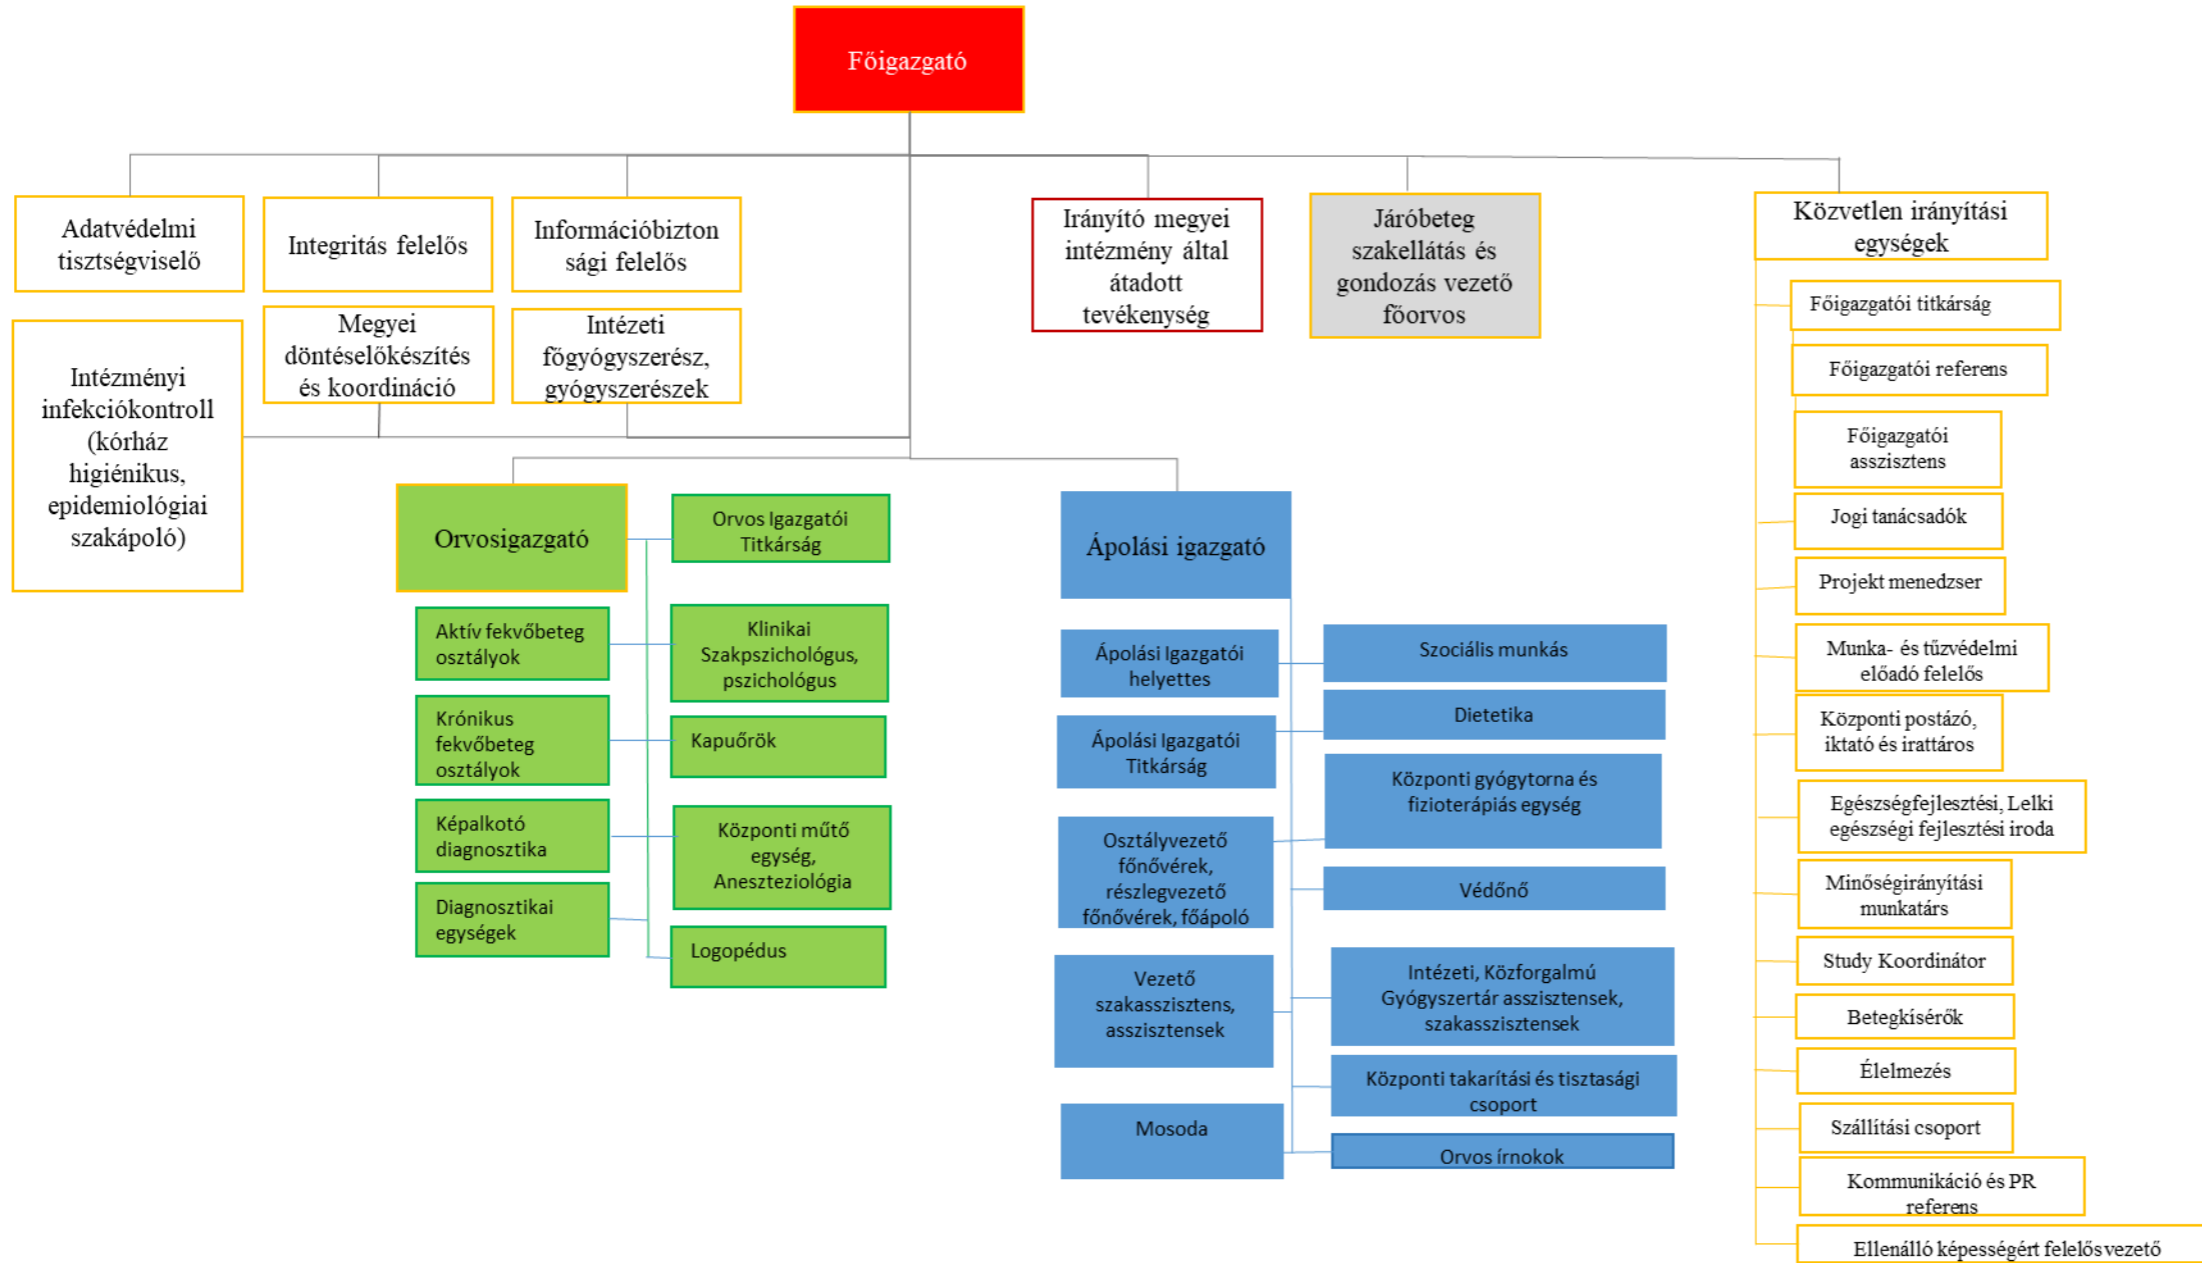 Főigazgató
Adatvédelmi
tisztségviselő
Integritás felelős
Információbizton
sági felelős
Irányító megyei
intézmény által
átadott
tevékenység
Járóbeteg
szakellátás és
gondozás vezető
főorvos
Közvetlen irányítási
egységek
Intézményi
infekciókontroll
(kórház
higiénikus,
epidemiológiai
szakápoló)
Megyei
döntéselőkészítés
és koordináció
Intézeti
főgyógyszerész,
gyógyszerészek
Orvosigazgató
Orvos Igazgatói
Titkárság
Aktív fekvőbeteg
osztályok
Klinikai
Szakpszichológus,
pszichológus
Krónikus
fekvőbeteg
osztályok
Kapuőrök
Képalkotó
diagnosztika
Központi műtő
egység,
Aneszteziológia
Diagnosztikai
egységek
Logopédus
Ápolási igazgató
Ápolási Igazgatói
helyettes
Szociális munkás
Ápolási Igazgatói
Titkárság
Dietetika
Központi gyógytorna és
fizioterápiás egység
Osztályvezető
főnővérek,
részlegvezető
főnővérek, főápoló
Védőnő
Vezető
szakasszisztens,
asszisztensek
Intézeti, Közforgalmú
Gyógyszertár asszisztensek,
szakasszisztensek
Központi takarítási és tisztasági
csoport
Mosoda
Orvos írnokok
Főigazgatói titkárság
Főigazgatói referens
Főigazgatói
asszisztens
Jogi tanácsadók
Projekt menedzser
Munka- és tűzvédelmi
előadó felelős
Központi postázó,
iktató és irattáros
Egészségfejlesztési, Lelki
egészségi fejlesztési iroda
Minőségirányítási
munkatárs
Study Koordinátor
Betegkísérők
Élelmezés
Szállítási csoport
Kommunikáció és PR
referens
Ellenálló képességért felelős vezető